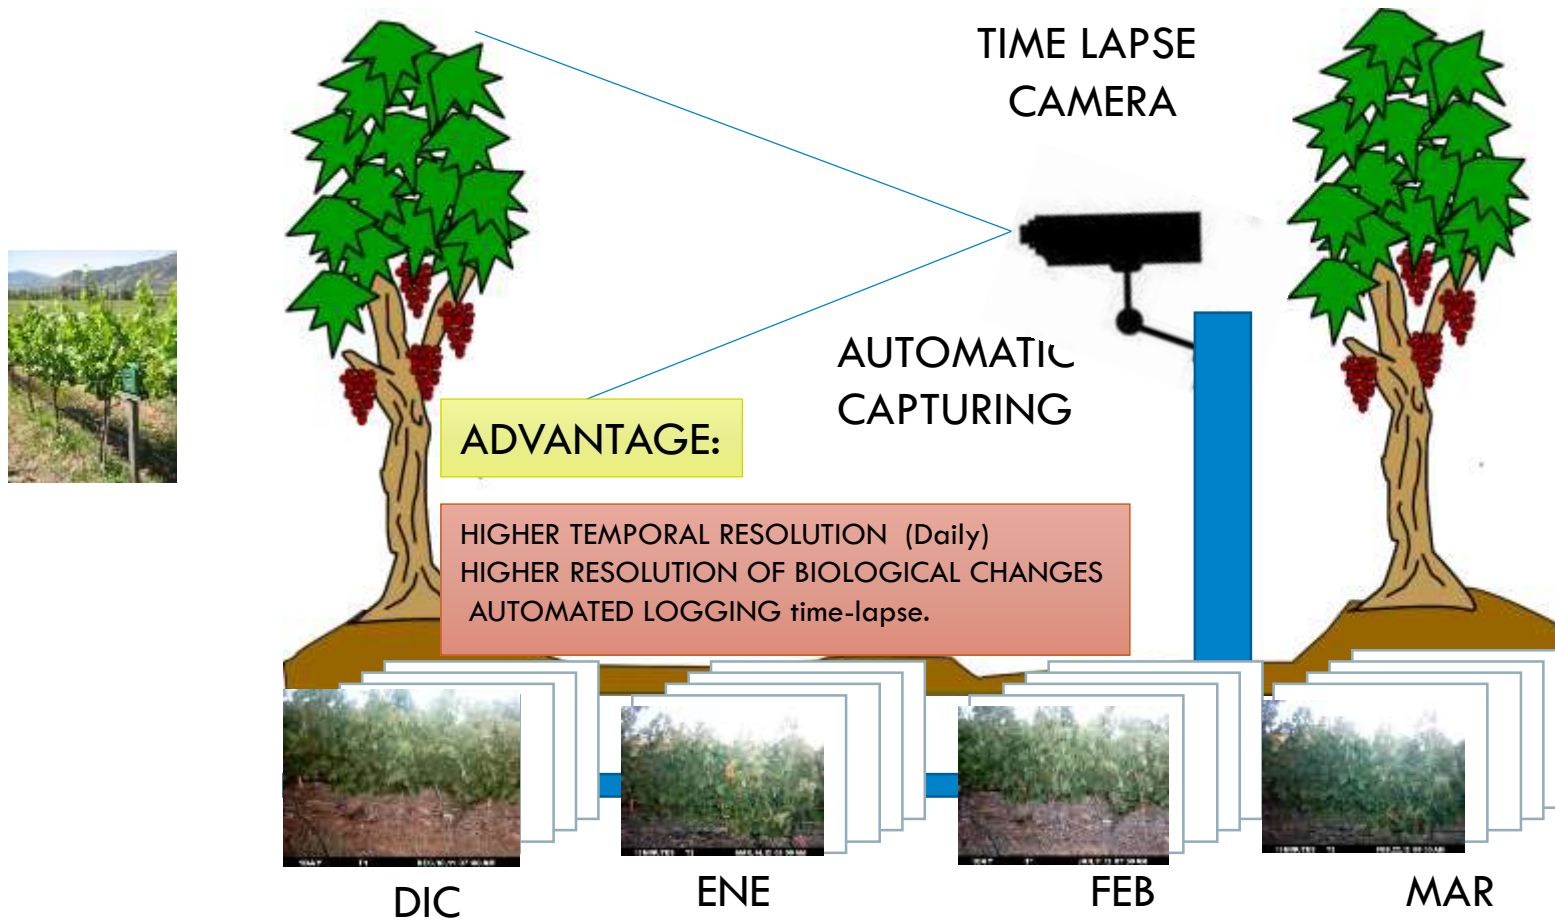 TIME LAPSE
CAMERA
AUTOMATIC
CAPTURING
ADVANTAGE:
HIGHER TEMPORAL RESOLUTION (Daily)
HIGHER RESOLUTION OF BIOLOGICAL CHANGES
AUTOMATED LOGGING time-lapse.
DIC
ENE
FEB
MAR